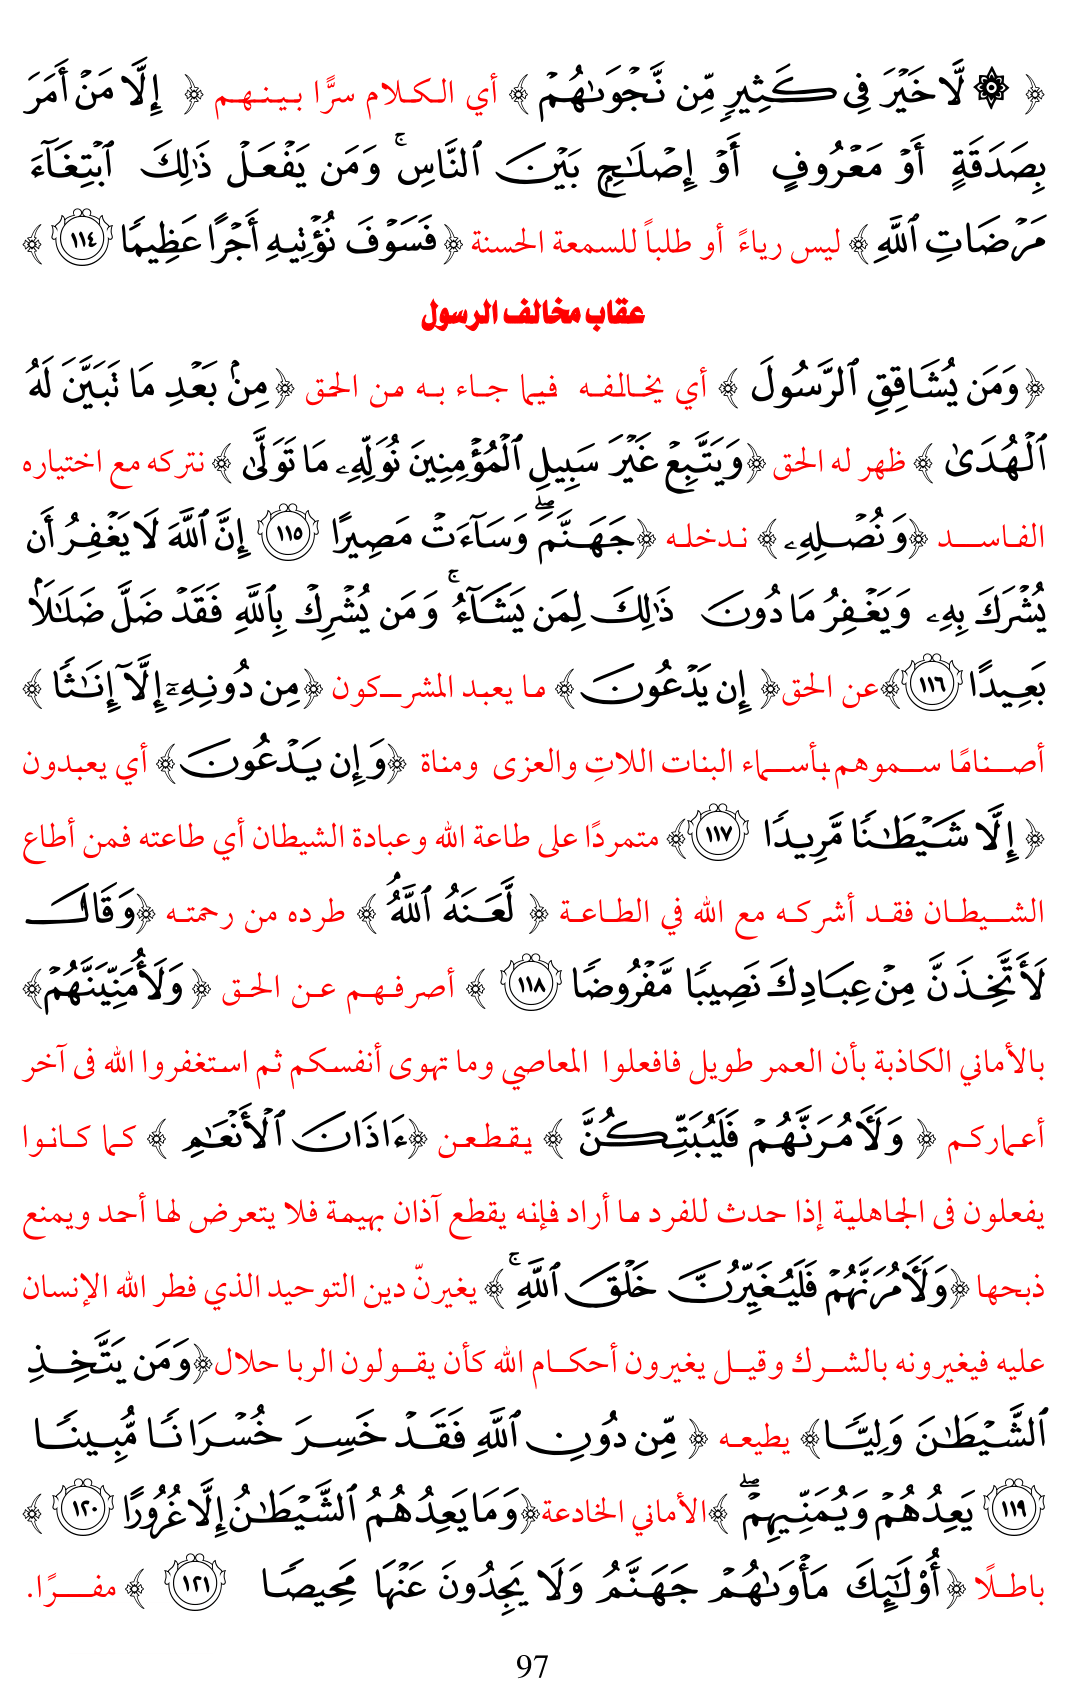 ﴿ ۞ لَّا خَيْرَ فِي كَثِيرٍ مِّن نَّجْوَىٰهُمْ ﴾ أي الكلام سرًّا بينهم ﴿ إِلَّا مَنْ أَمَرَ
بِصَدَقَةٍ أَوْ مَعْرُوفٍ أَوْ إِصْلَٰحٍ بَيْنَ ٱلنَّاسِ ۚ وَمَن يَفْعَلْ ذَٰلِكَ ٱبْتِغَآءَ
مَرْضَاتِ ٱللَّهِ ﴾ ليس رياءً أو طلباً للسمعة الحسنة ﴿ فَسَوْفَ نُؤْتِيهِ أَجْرًا عَظِيمًا ١١٤ ﴾
عقاب مخالف الرسول
﴿ وَمَن يُشَاقِقِ ٱلرَّسُولَ ﴾ أي يخالفه فيما جاء به من الحق ﴿ مِنۢ بَعْدِ مَا تَبَيَّنَ لَهُ
ٱلْهُدَىٰ ﴾ ظهر له الحق ﴿ وَيَتَّبِعْ غَيْرَ سَبِيلِ ٱلْمُؤْمِنِينَ نُوَلِّهِۦ مَا تَوَلَّىٰ ﴾ نتركه مع اختياره
الفاسد ﴿ وَنُصْلِهِۦ ﴾ ندخله ﴿ جَهَنَّمَ ۖ وَسَآءَتْ مَصِيرًا ١١٥ إِنَّ ٱللَّهَ لَا يَغْفِرُ أَن
يُشْرَكَ بِهِۦ وَيَغْفِرُ مَا دُونَ ذَٰلِكَ لِمَن يَشَآءُ ۚ وَمَن يُشْرِكْ بِٱللَّهِ فَقَدْ ضَلَّ ضَلَٰلًۢا
بَعِيدًا ١١٦ ﴾ عن الحق ﴿ إِن يَدْعُونَ ﴾ ما يعبد المشركون ﴿ مِن دُونِهِۦٓ إِلَّآ إِنَٰثًا ﴾
أصنامًا سموهم بأسماء البنات اللاتِ والعزى ومناة ﴿ وَإِن يَدْعُونَ ﴾ أي يعبدون
﴿ إِلَّا شَيْطَٰنًا مَّرِيدًا ١١٧ ﴾ متمردًا على طاعة الله وعبادة الشيطان أي طاعته فمن أطاع
الشيطان فقد أشركه مع الله في الطاعة ﴿ لَّعَنَهُ ٱللَّهُ ۘ ﴾ طرده من رحمته ﴿ وَقَالَ
لَأَتَّخِذَنَّ مِنْ عِبَادِكَ نَصِيبًا مَّفْرُوضًا ١١٨ ﴾ أصرفهم عن الحق ﴿ وَلَأُمَنِّيَنَّهُمْ ﴾
بالأماني الكاذبة بأن العمر طويل فافعلوا المعاصي وما تهوى أنفسكم ثم استغفروا الله فى آخر
أعماركم ﴿ وَلَءَامُرَنَّهُمْ فَلَيُبَتِّكُنَّ ﴾ يقطعن ﴿ ءَاذَانَ ٱلْأَنْعَٰمِ ﴾ كما كانوا
يفعلون فى الجاهلية إذا حدث للفرد ما أراد فإنه يقطع آذان بهيمة فلا يتعرض لها أحد ويمنع
ذبحها ﴿ وَلَءَامُرَنَّهُمْ فَلَيُغَيِّرُنَّ خَلْقَ ٱللَّهِ ۚ ﴾ يغيرنّ دين التوحيد الذي فطر الله الإنسان
عليه فيغيرونه بالشرك وقيل يغيرون أحكام الله كأن يقولون الربا حلال ﴿ وَمَن يَتَّخِذِ
ٱلشَّيْطَٰنَ وَلِيًّا ﴾ يطيعه ﴿ مِّن دُونِ ٱللَّهِ فَقَدْ خَسِرَ خُسْرَانًا مُّبِينًا
١١٩ يَعِدُهُمْ وَيُمَنِّيهِمْ ۖ ﴾ الأماني الخادعة ﴿ وَمَا يَعِدُهُمُ ٱلشَّيْطَٰنُ إِلَّا غُرُورًا ١٢٠ ﴾
باطلًا ﴿ أُو۟لَٰٓئِكَ مَأْوَىٰهُمْ جَهَنَّمُ وَلَا يَجِدُونَ عَنْهَا مَحِيصًا ١٢١ ﴾ مفرًا.
97